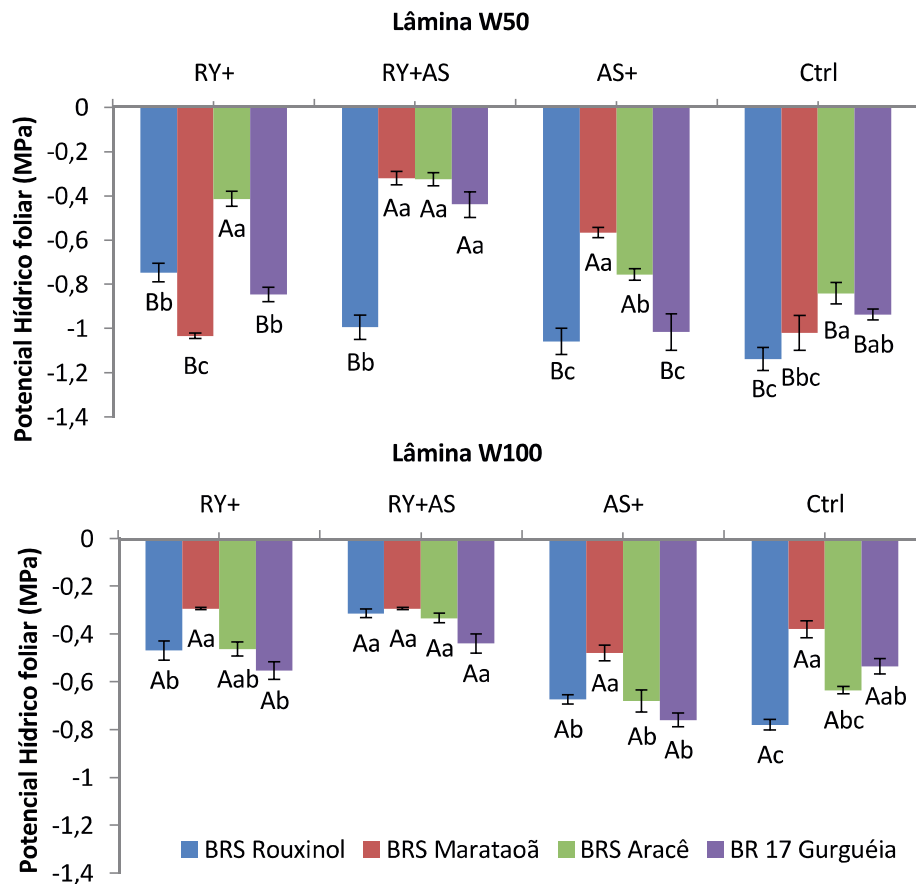 Lâmina W50
RY+ RY+AS AS+ Ctrl
Potencial Hídrico foliar (MPa)
0
-0,2
-0,4
-0,6
-0,8
-1
-1,2
-1,4
Bb Bc Aa Bb
Bb Aa Aa Aa
Bc Aa Ab Bc
Bc Bbc Ba Bab
Lâmina W100
RY+ RY+AS AS+ Ctrl
Potencial Hídrico foliar (MPa)
0
-0,2
-0,4
-0,6
-0,8
-1
-1,2
-1,4
Ab Aa Aab Ab
Aa Aa Aa Aa
Ab Aa Ab Ab
Ac Aa Abc Aab
BRS Rouxinol BRS Marataoã BRS Aracê BR 17 Gurguéia